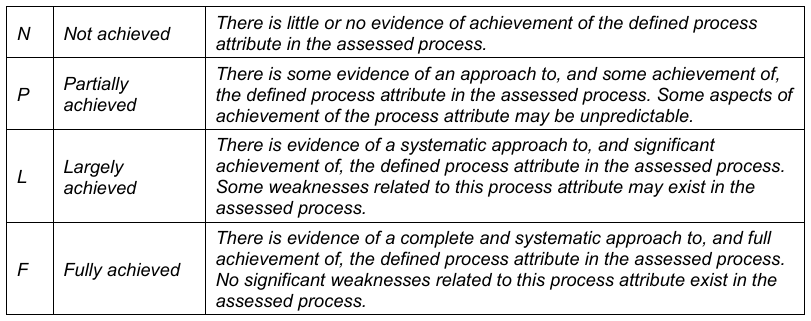 N Not achieved There is little or no evidence of achievement of the defined process
attribute in the assessed process.
P Partially
achieved
There is some evidence of an approach to, and some achievement of,
the defined process attribute in the assessed process. Some aspects of
achievement of the process attribute may be unpredictable.
L Largely
achieved
There is evidence of a systematic approach to, and significant
achievement of, the defined process attribute in the assessed process.
Some weaknesses related to this process attribute may exist in the
assessed process.
F Fully achieved
There is evidence of a complete and systematic approach to, and full
achievement of, the defined process attribute in the assessed process.
No significant weaknesses related to this process attribute exist in the
assessed process.